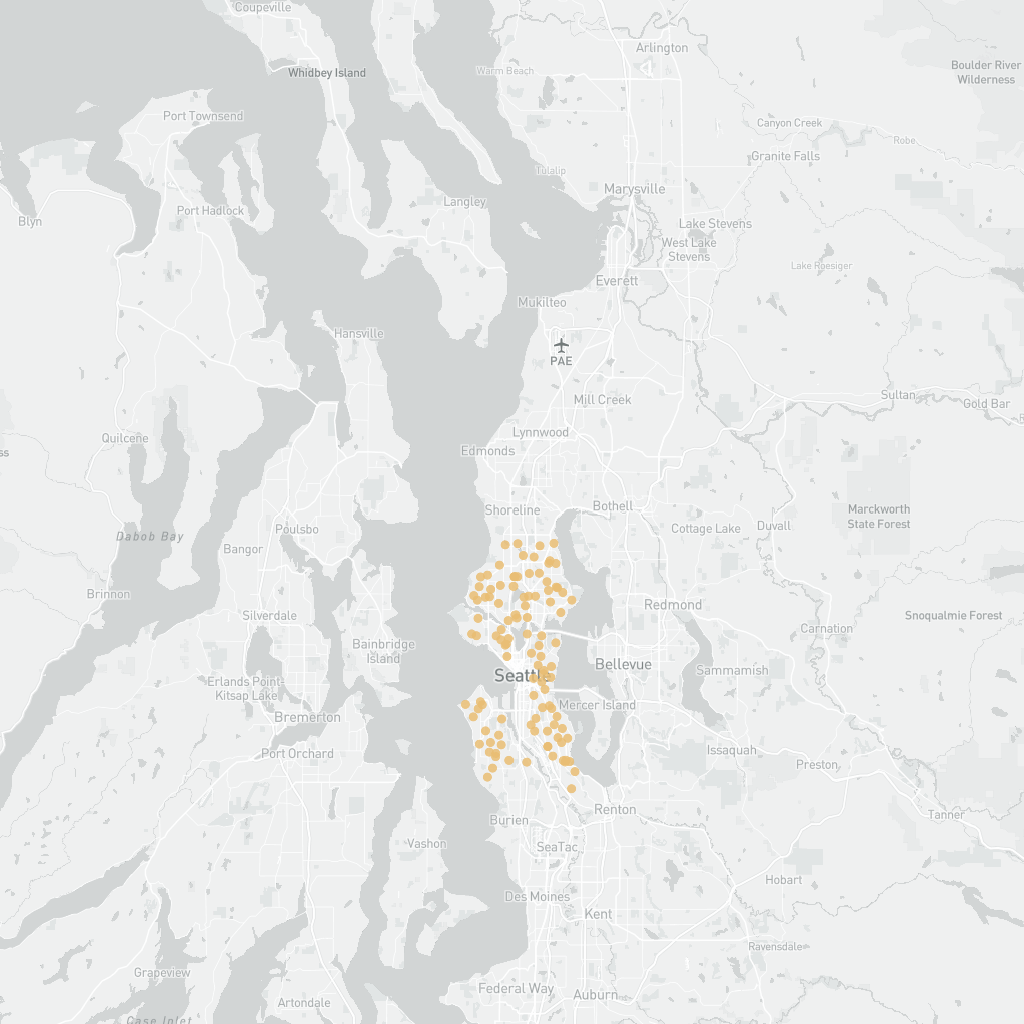 Coupeville
Arlington
Whidbey Island
Warm Beach
Boulder River
Wilderness
Port Townsend
Canyon Creek
Robe
Granite Falls
Tulalip
Marysville
Langley
Port Hadlock
Blyn
Lake Stevens
West Lake
Stevens
Lake Roesiger
Everett
Mukilteo
Hansville
PAE
Sultan
Mill Creek
Gold Bar
Lynnwood
Quilcene
Edmonds
Bothell
Shoreline
Marckworth
State Forest
Cottage Lake
Duvall
Poulsbo
Dabob Bay
Bangor
Brinnon
Redmond
Silverdale
Snoqualmie Forest
Carnation
Bainbridge
Island
Bellevue
Sammamish
Seattle
Erlands Point-
Kitsap Lake
Mercer Island
Bremerton
Port Orchard
Issaquah
Preston
Renton
Tanner
Burien
Vashon
SeaTac
Hobart
Des Moines
Kent
Ravensdale
Grapeview
Federal Way
Auburn
Artondale
Case Inlet